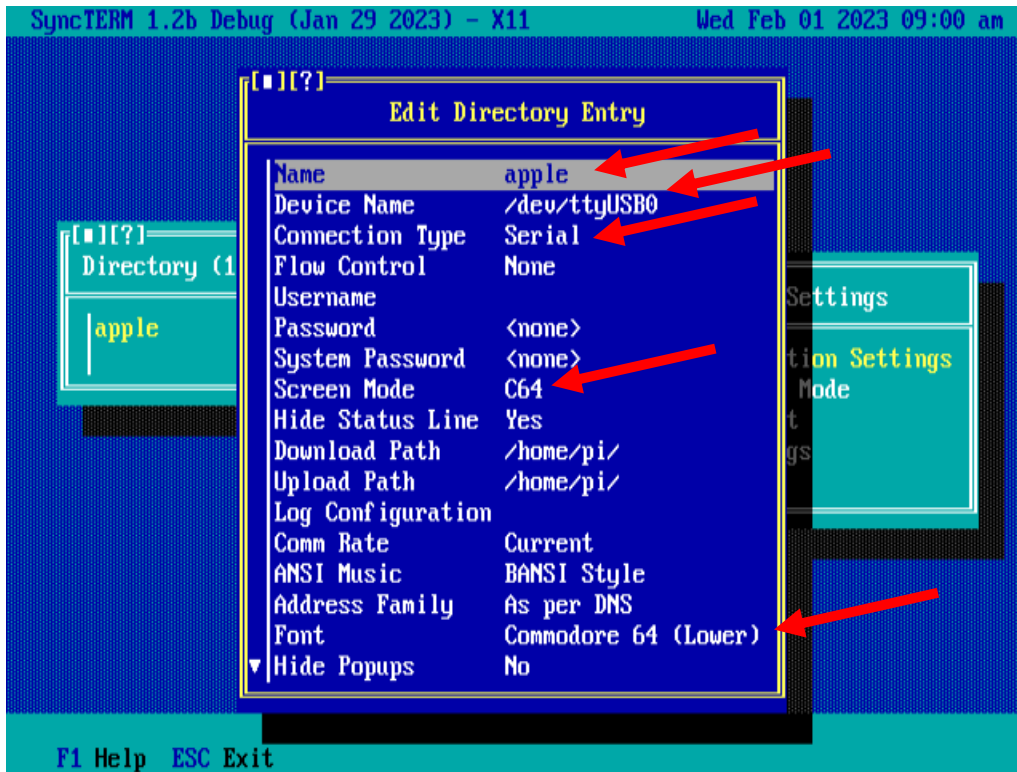 SyncTERM 1.2b Debug (Jan 29 2023) - X11 Wed Feb 01 2023 09:00 am
[∎][?]
Edit Directory Entry
Name apple
Device Name /dev/ttyUSB0
Connection Type Serial
Flow Control None
Username
Password <none>
System Password <none>
Screen Mode C64
Hide Status Line Yes
Download Path /home/pi/
Upload Path /home/pi/
Log Configuration
Comm Rate Current
ANSI Music BANSI Style
Address Family As per DNS
Font Commodore 64 (Lower)
Hide Popups No
[∎][?]
Directory (1
apple
Settings
tion Settings
Mode
t
gs
F1 Help ESC Exit